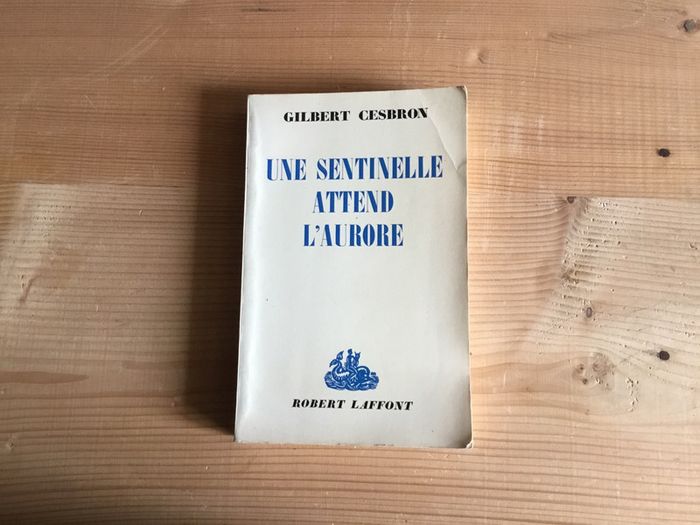 GILBERT CESBRON
UNE SENTINELLE
ATTEND
L'AURORE
ROBERT LAFFONT